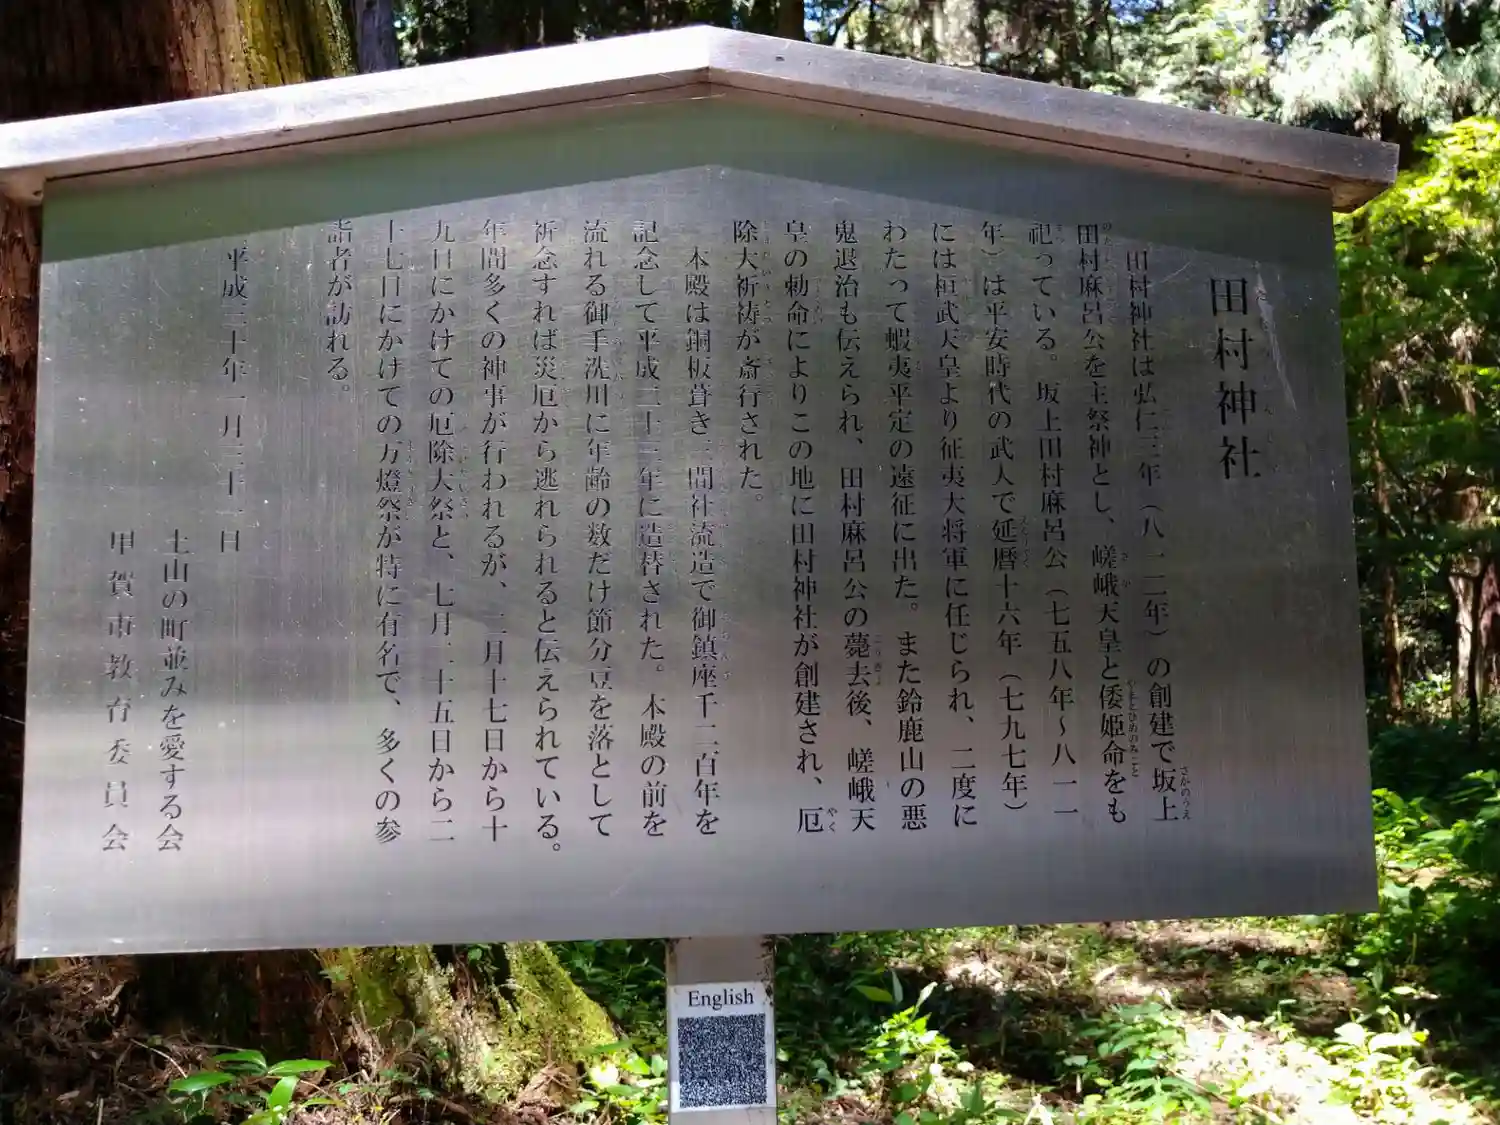 田村神社
田村神社は弘仁三年（八一二年）の創建で坂上
田村麻呂公を主祭神とし、嵯峨天皇と倭姫命をも
祀っている。坂上田村麻呂公（七五八年～八一一
年）は平安時代の武人で延暦十六年（七九七年）
には桓武天皇より征夷大将軍に任じられ、二度に
わたって蝦夷平定の遠征に出た。また鈴鹿山の悪
鬼退治も伝えられ、田村麻呂公の薨去後、嵯峨天
皇の勅命によりこの地に田村神社が創建され、厄
除大祈祷が斎行された。
本殿は銅板葺き三間社流造で御鎮座千二百年を
記念して平成二十三年に造替された。本殿の前を
流れる御手洗川に年齢の数だけ節分豆を落として
祈念すれば災厄から逃れられると伝えられている。
年間多くの神事が行われるが、二月十七日から十
九日にかけての厄除大祭と、七月二十五日から二
十七日にかけての万燈祭が特に有名で、多くの参
詣者が訪れる。
平成三十年一月三十一日
土山の町並みを愛する会
甲賀市教育委員会
English